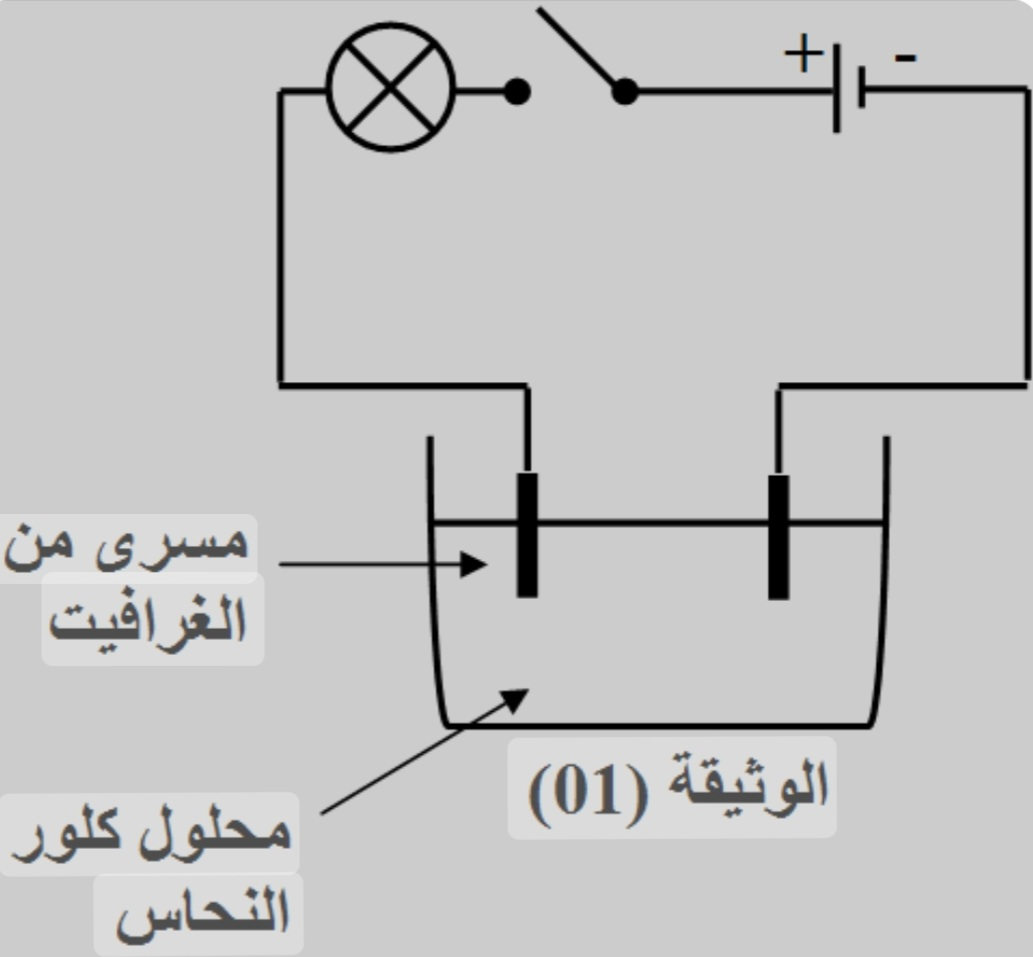 + -
مسرى من
الغرافيت
الوثيقة (01)
محلول كلور
النحاس